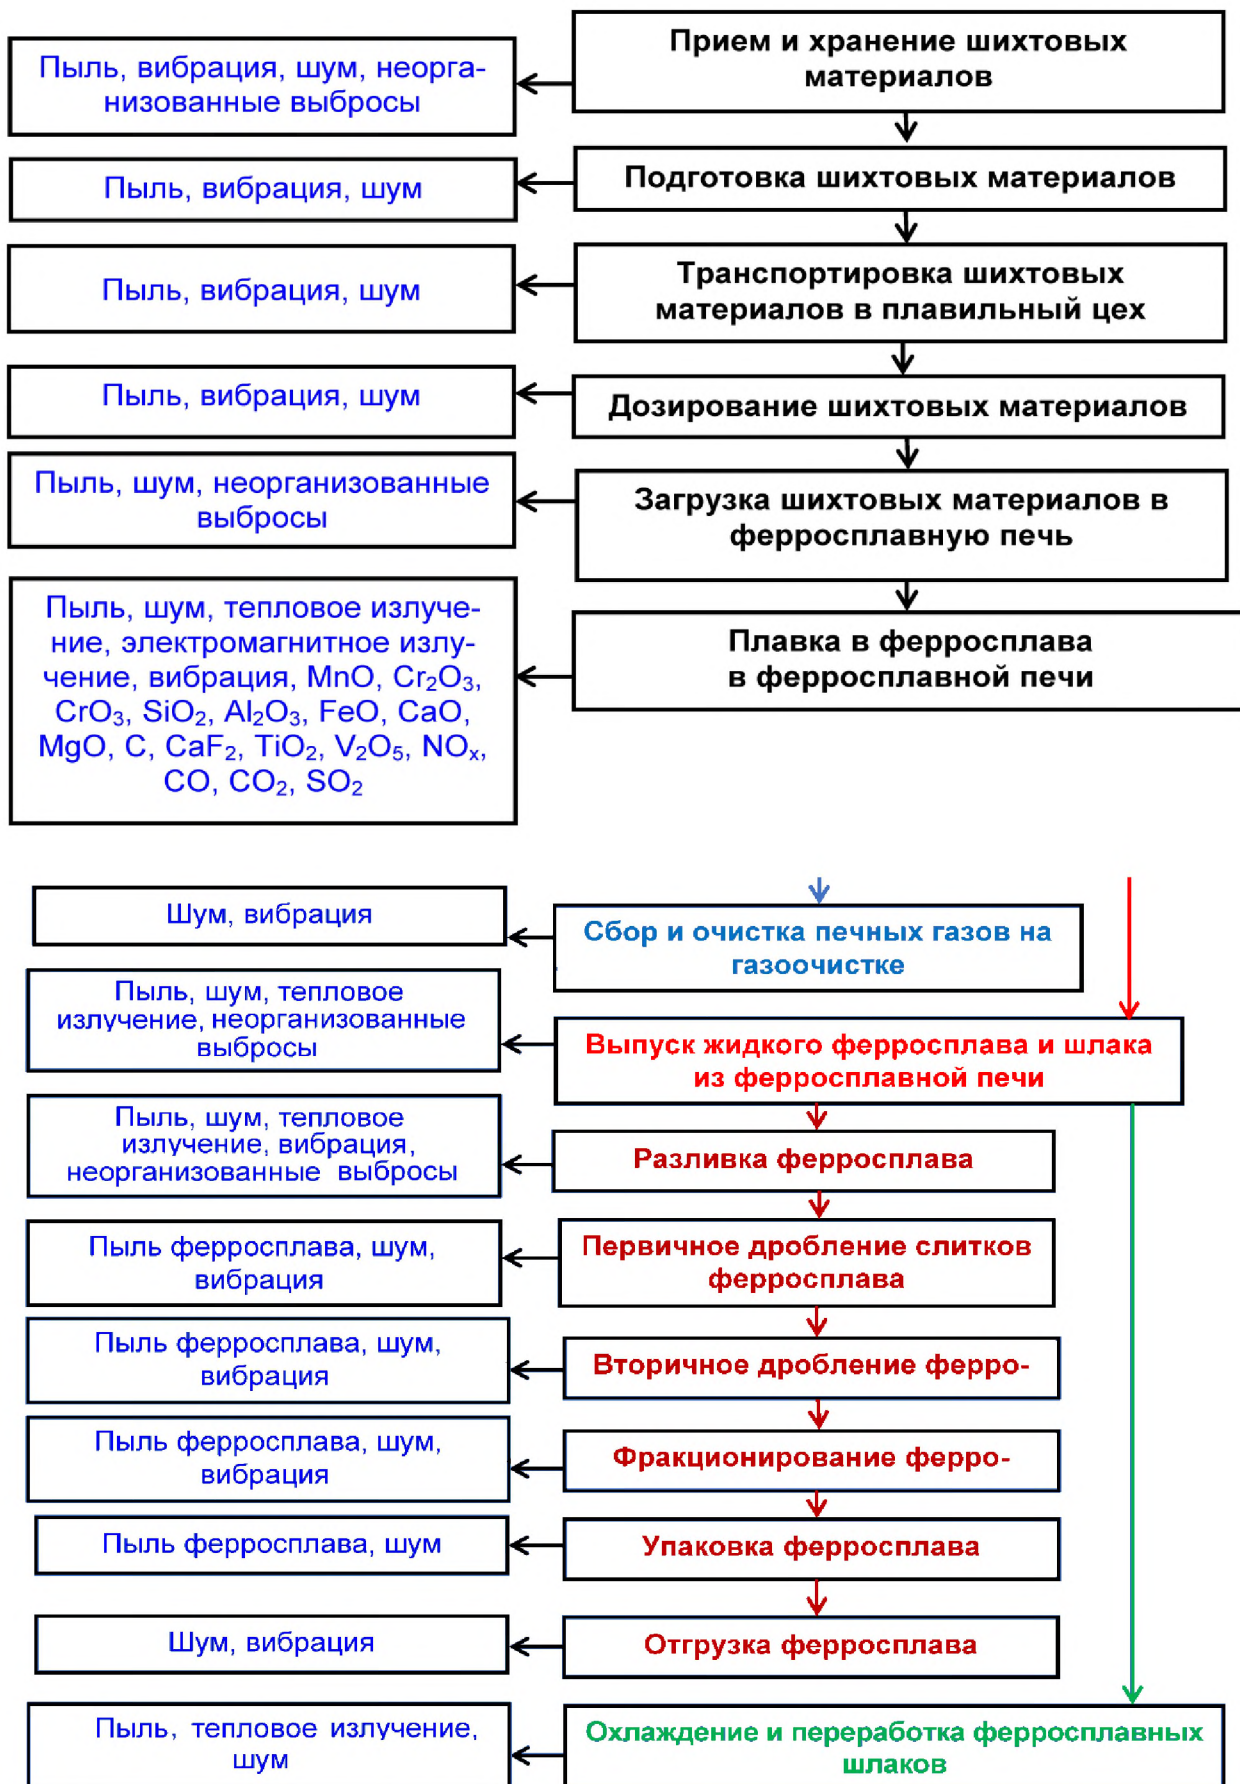 Прием и хранение шихтовых
материалов
Пыль, вибрация, шум, неорга-
низованные выбросы
Подготовка шихтовых материалов
Пыль, вибрация, шум
Транспортировка шихтовых
материалов в плавильный цех
Пыль, вибрация, шум
Дозирование шихтовых материалов
Пыль, вибрация, шум
Загрузка шихтовых материалов в
ферросплавную печь
Пыль, шум, неорганизованные
выбросы
Плавка в ферросплава
в ферросплавной печи
Пыль, шум, тепловое излуче-
ние, электромагнитное излу-
чение, вибрация, MnO, Cr₂O₃,
CrO₃, SiO₂, Al₂O₃, FeO, CaO,
MgO, C, CaF₂, TiO₂, V₂O₅, NOₓ,
CO, CO₂, SO₂
Сбор и очистка печных газов на
газоочистке
Шум, вибрация
Выпуск жидкого ферросплава и шлака
из ферросплавной печи
Пыль, шум, тепловое
излучение, неорганизованные
выбросы
Разливка ферросплава
Пыль, шум, тепловое
излучение, вибрация,
неорганизованные выбросы
Первичное дробление слитков
ферросплава
Пыль ферросплава, шум,
вибрация
Вторичное дробление ферро-
Пыль ферросплава, шум,
вибрация
Фракционирование ферро-
Пыль ферросплава, шум,
вибрация
Упаковка ферросплава
Пыль ферросплава, шум
Отгрузка ферросплава
Шум, вибрация
Охлаждение и переработка ферросплавных
шлаков
Пыль, тепловое излучение,
шум